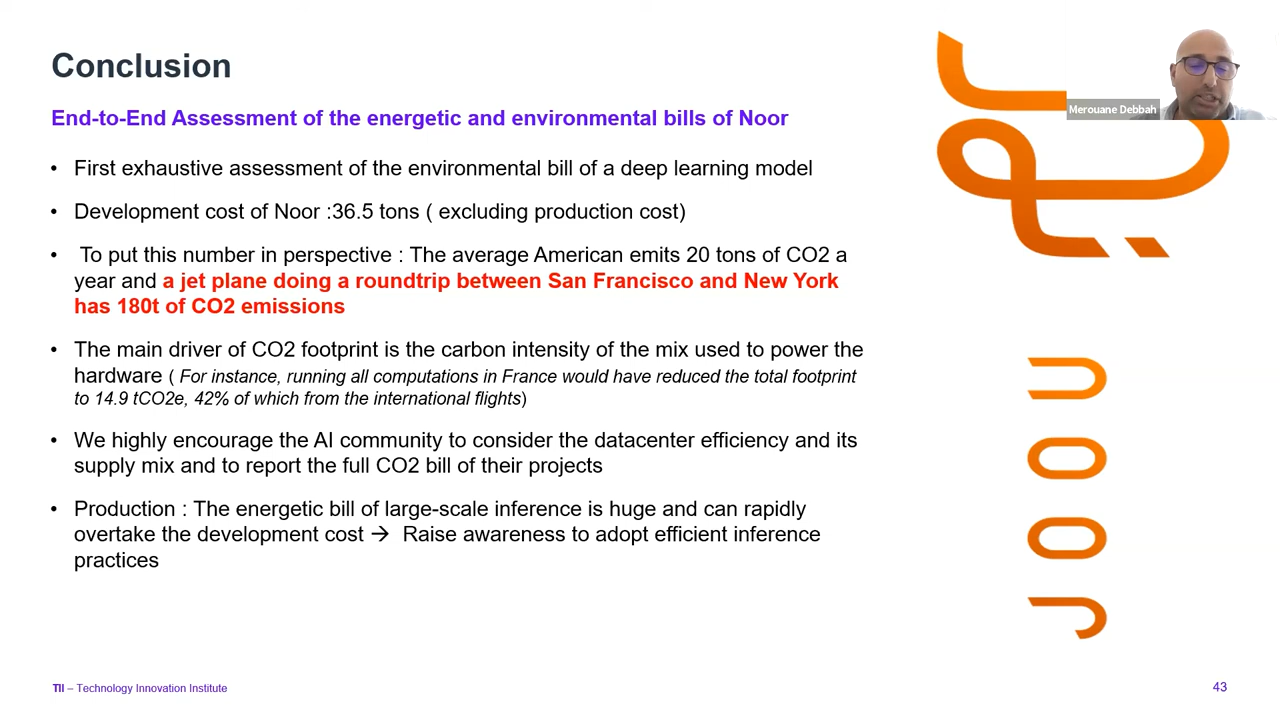 Conclusion
Merouane Debbah
End-to-End Assessment of the energetic and environmental bills of Noor
• First exhaustive assessment of the environmental bill of a deep learning model
• Development cost of Noor :36.5 tons ( excluding production cost)
• To put this number in perspective : The average American emits 20 tons of CO2 a
year and a jet plane doing a roundtrip between San Francisco and New York
has 180t of CO2 emissions
• The main driver of CO2 footprint is the carbon intensity of the mix used to power the
hardware ( For instance, running all computations in France would have reduced the total footprint
to 14.9 tCO2e, 42% of which from the international flights)
• We highly encourage the AI community to consider the datacenter efficiency and its
supply mix and to report the full CO2 bill of their projects
• Production : The energetic bill of large-scale inference is huge and can rapidly
overtake the development cost → Raise awareness to adopt efficient inference
practices
noor
TII – Technology Innovation Institute
43